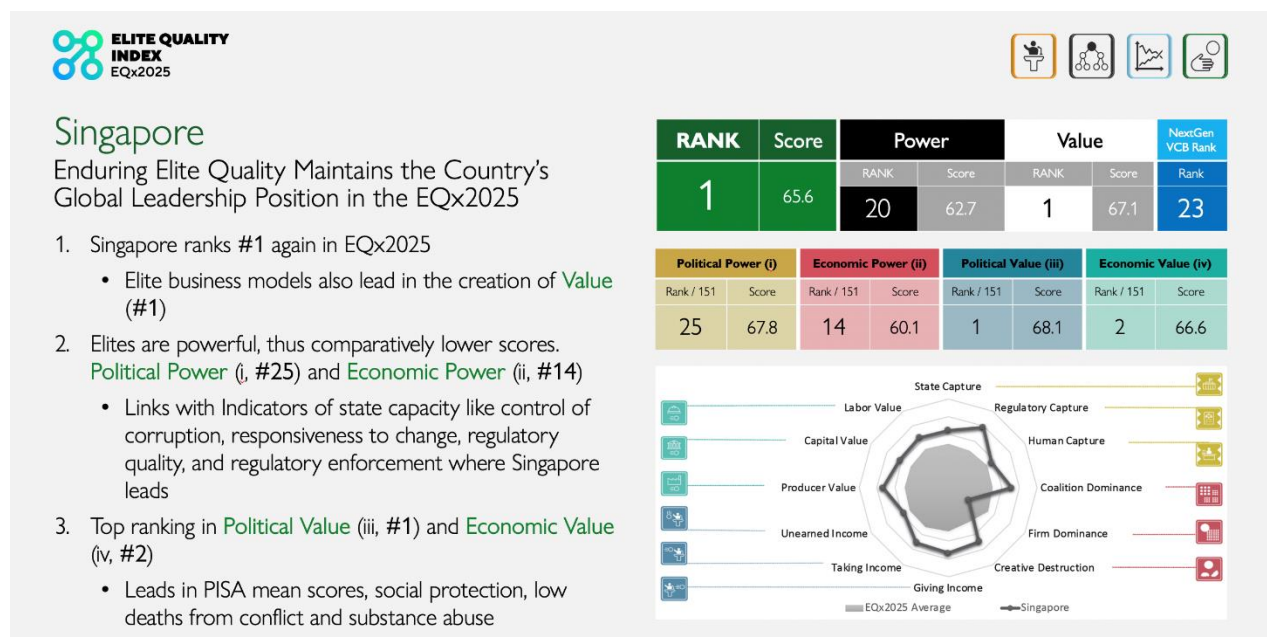 ELITE QUALITY
INDEX
EQx2025
Singapore
Enduring Elite Quality Maintains the Country's
Global Leadership Position in the EQx2025
1. Singapore ranks #1 again in EQx2025
• Elite business models also lead in the creation of Value
(#1)
2. Elites are powerful, thus comparatively lower scores.
Political Power (i, #25) and Economic Power (ii, #14)
• Links with Indicators of state capacity like control of
corruption, responsiveness to change, regulatory
quality, and regulatory enforcement where Singapore
leads
3. Top ranking in Political Value (iii, #1) and Economic Value
(iv, #2)
• Leads in PISA mean scores, social protection, low
deaths from conflict and substance abuse
RANK Score Power Value NextGen
VCB Rank
RANK Score RANK Score Rank
1 65.6 20 62.7 1 67.1 23
Political Power (i) Economic Power (ii) Political Value (iii) Economic Value (iv)
Rank / 151 Score Rank / 151 Score Rank / 151 Score Rank / 151 Score
25 67.8 14 60.1 1 68.1 2 66.6
State Capture
Labor Value Regulatory Capture
Capital Value Human Capture
Producer Value Coalition Dominance
Unearned Income Firm Dominance
Taking Income Creative Destruction
Giving Income
EQx2025 Average Singapore